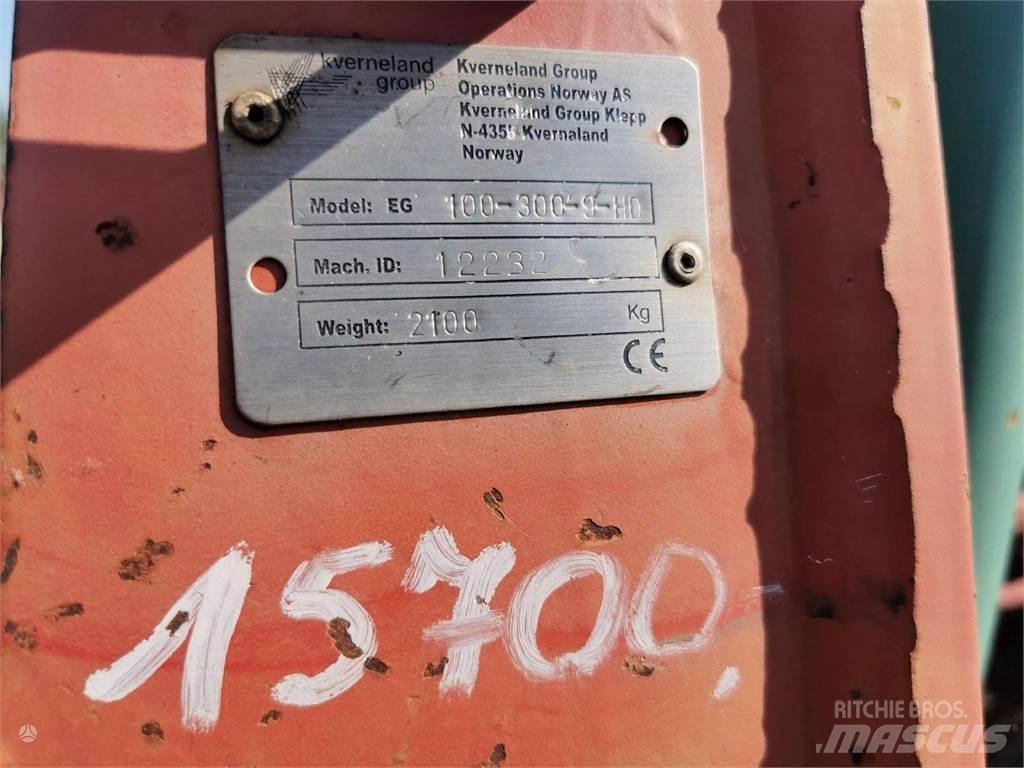 kverneland
group
Kverneland Group
Operations Norway AS
Kverneland Group Klepp
N-4355 Kvernaland
Norway
Model: EG 100-300-9-HD
Mach. ID: 12232
Weight: 2100 Kg
CE
15700,
RITCHIE BROS.
MASCUS